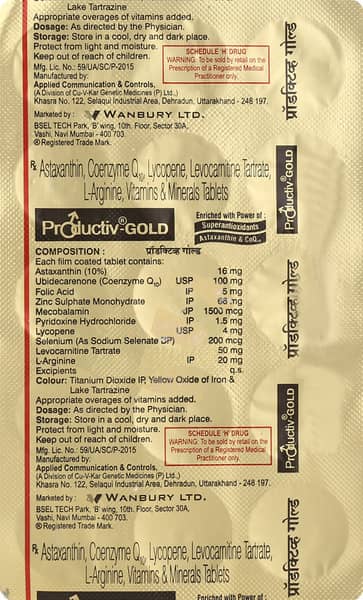 Lake Tartrazine
Appropriate overages of vitamins added.
Dosage: As directed by the Physician.
Storage: Store in a cool, dry and dark place.
Protect from light and moisture.
Keep out of reach of children.
Mfg. Lic. No.: 59/UA/SC/P-2015
Manufactured by:
Applied Communication & Controls,
(A Division of Cu-V-Kar Genetic Medicines (P) Ltd.,)
Khasra No. 122, Selaqui Industrial Area, Dehradun, Uttarakhand - 248 197.
SCHEDULE 'H' DRUG
WARNING: To be sold by retail on the
Prescription of a Registered Medical
Practitioner only.
Marketed by : WANBURY LTD.
BSEL TECH Park, 'B' wing, 10th. Floor, Sector 30A,
Vashi, Navi Mumbai - 400 703.
® Registered Trade Mark.
प्रॉडक्टिव्ह गोल्ड
Rx Astaxanthin, Coenzyme Q10, Lycopene, Levocarnitine Tartrate,
L-Arginine, Vitamins & Minerals Tablets
Productiv®-GOLD
Enriched with Power of :
Superantioxidants
Astaxanthin & CoQ10
COMPOSITION : प्रॉडक्टिव्ह गोल्ड
Each film coated tablet contains:
Astaxanthin (10%) 16 mg
Ubidecarenone (Coenzyme Q10) USP 100 mg
Folic Acid IP 5 mg
Zinc Sulphate Monohydrate IP 68 mg
Mecobalamin JP 1500 mcg
Pyridoxine Hydrochloride IP 1.5 mg
Lycopene USP 4 mg
Selenium (As Sodium Selenate BP) 200 mcg
Levocarnitine Tartrate 50 mg
L-Arginine IP 20 mg
Excipients q.s.
Colour: Titanium Dioxide IP, Yellow Oxide of Iron &
Lake Tartrazine
Appropriate overages of vitamins added.
Dosage: As directed by the Physician.
Storage: Store in a cool, dry and dark place.
Protect from light and moisture.
Keep out of reach of children.
Mfg. Lic. No.: 59/UA/SC/P-2015
Manufactured by:
Applied Communication & Controls,
(A Division of Cu-V-Kar Genetic Medicines (P) Ltd.,)
Khasra No. 122, Selaqui Industrial Area, Dehradun, Uttarakhand - 248 197.
SCHEDULE 'H' DRUG
WARNING: To be sold by retail on the
Prescription of a Registered Medical
Practitioner only.
Marketed by : WANBURY LTD.
BSEL TECH Park, 'B' wing, 10th. Floor, Sector 30A,
Vashi, Navi Mumbai - 400 703.
® Registered Trade Mark.
Productiv®-GOLD
प्रॉडक्टिव्ह गोल्ड
Productiv®-GOLD
प्रॉडक्टिव्ह गोल्ड
Rx Astaxanthin, Coenzyme Q10, Lycopene, Levocarnitine Tartrate,
L-Arginine, Vitamins & Minerals Tablets
Enriched with Power of :